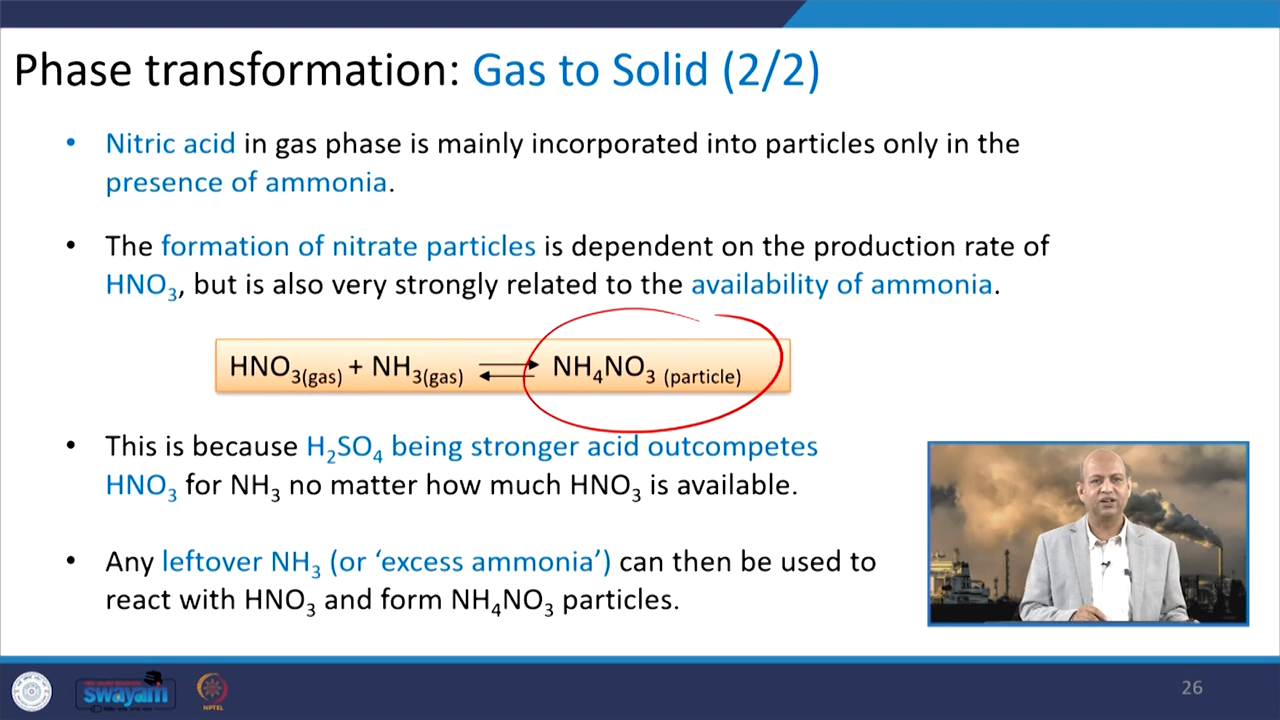 Phase transformation: Gas to Solid (2/2)
• Nitric acid in gas phase is mainly incorporated into particles only in the
presence of ammonia.
• The formation of nitrate particles is dependent on the production rate of
HNO₃, but is also very strongly related to the availability of ammonia.
HNO₃(gas) + NH₃(gas) ⇌ NH₄NO₃ (particle)
• This is because H₂SO₄ being stronger acid outcompetes
HNO₃ for NH₃ no matter how much HNO₃ is available.
• Any leftover NH₃ (or ‘excess ammonia’) can then be used to
react with HNO₃ and form NH₄NO₃ particles.
swayam
NPTEL
26